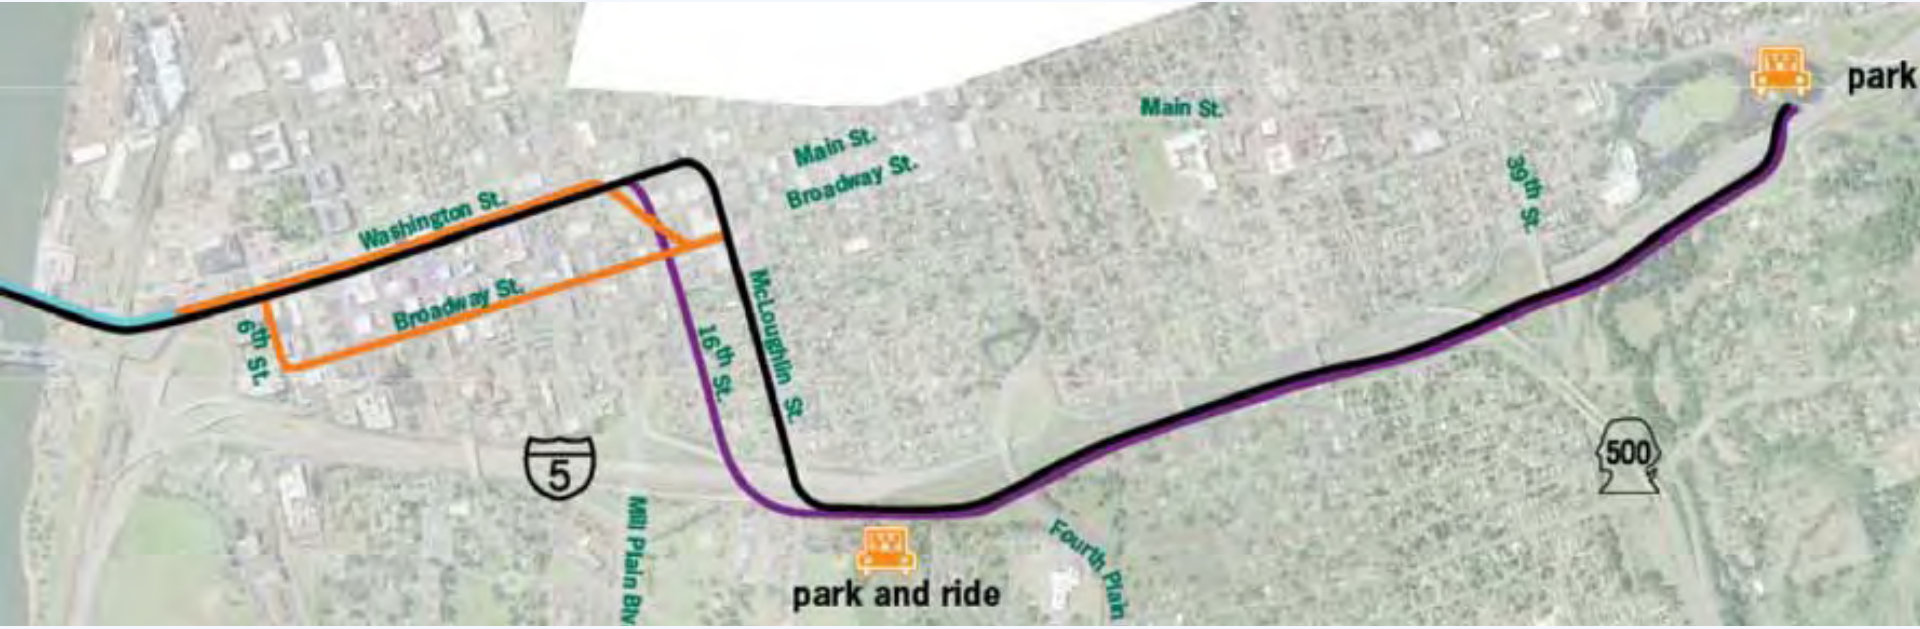 park
Main St.
Main St.
Broadway St.
39th St.
Washington St.
Broadway St.
6th St.
16th St.
McLoughlin St.
5
500
Mill Plain Blv
Fourth Plain
park and ride